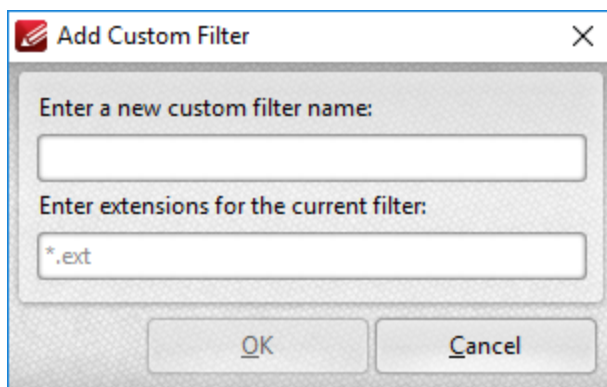 Add Custom Filter
Enter a new custom filter name:
Enter extensions for the current filter:
*.ext
OK
Cancel